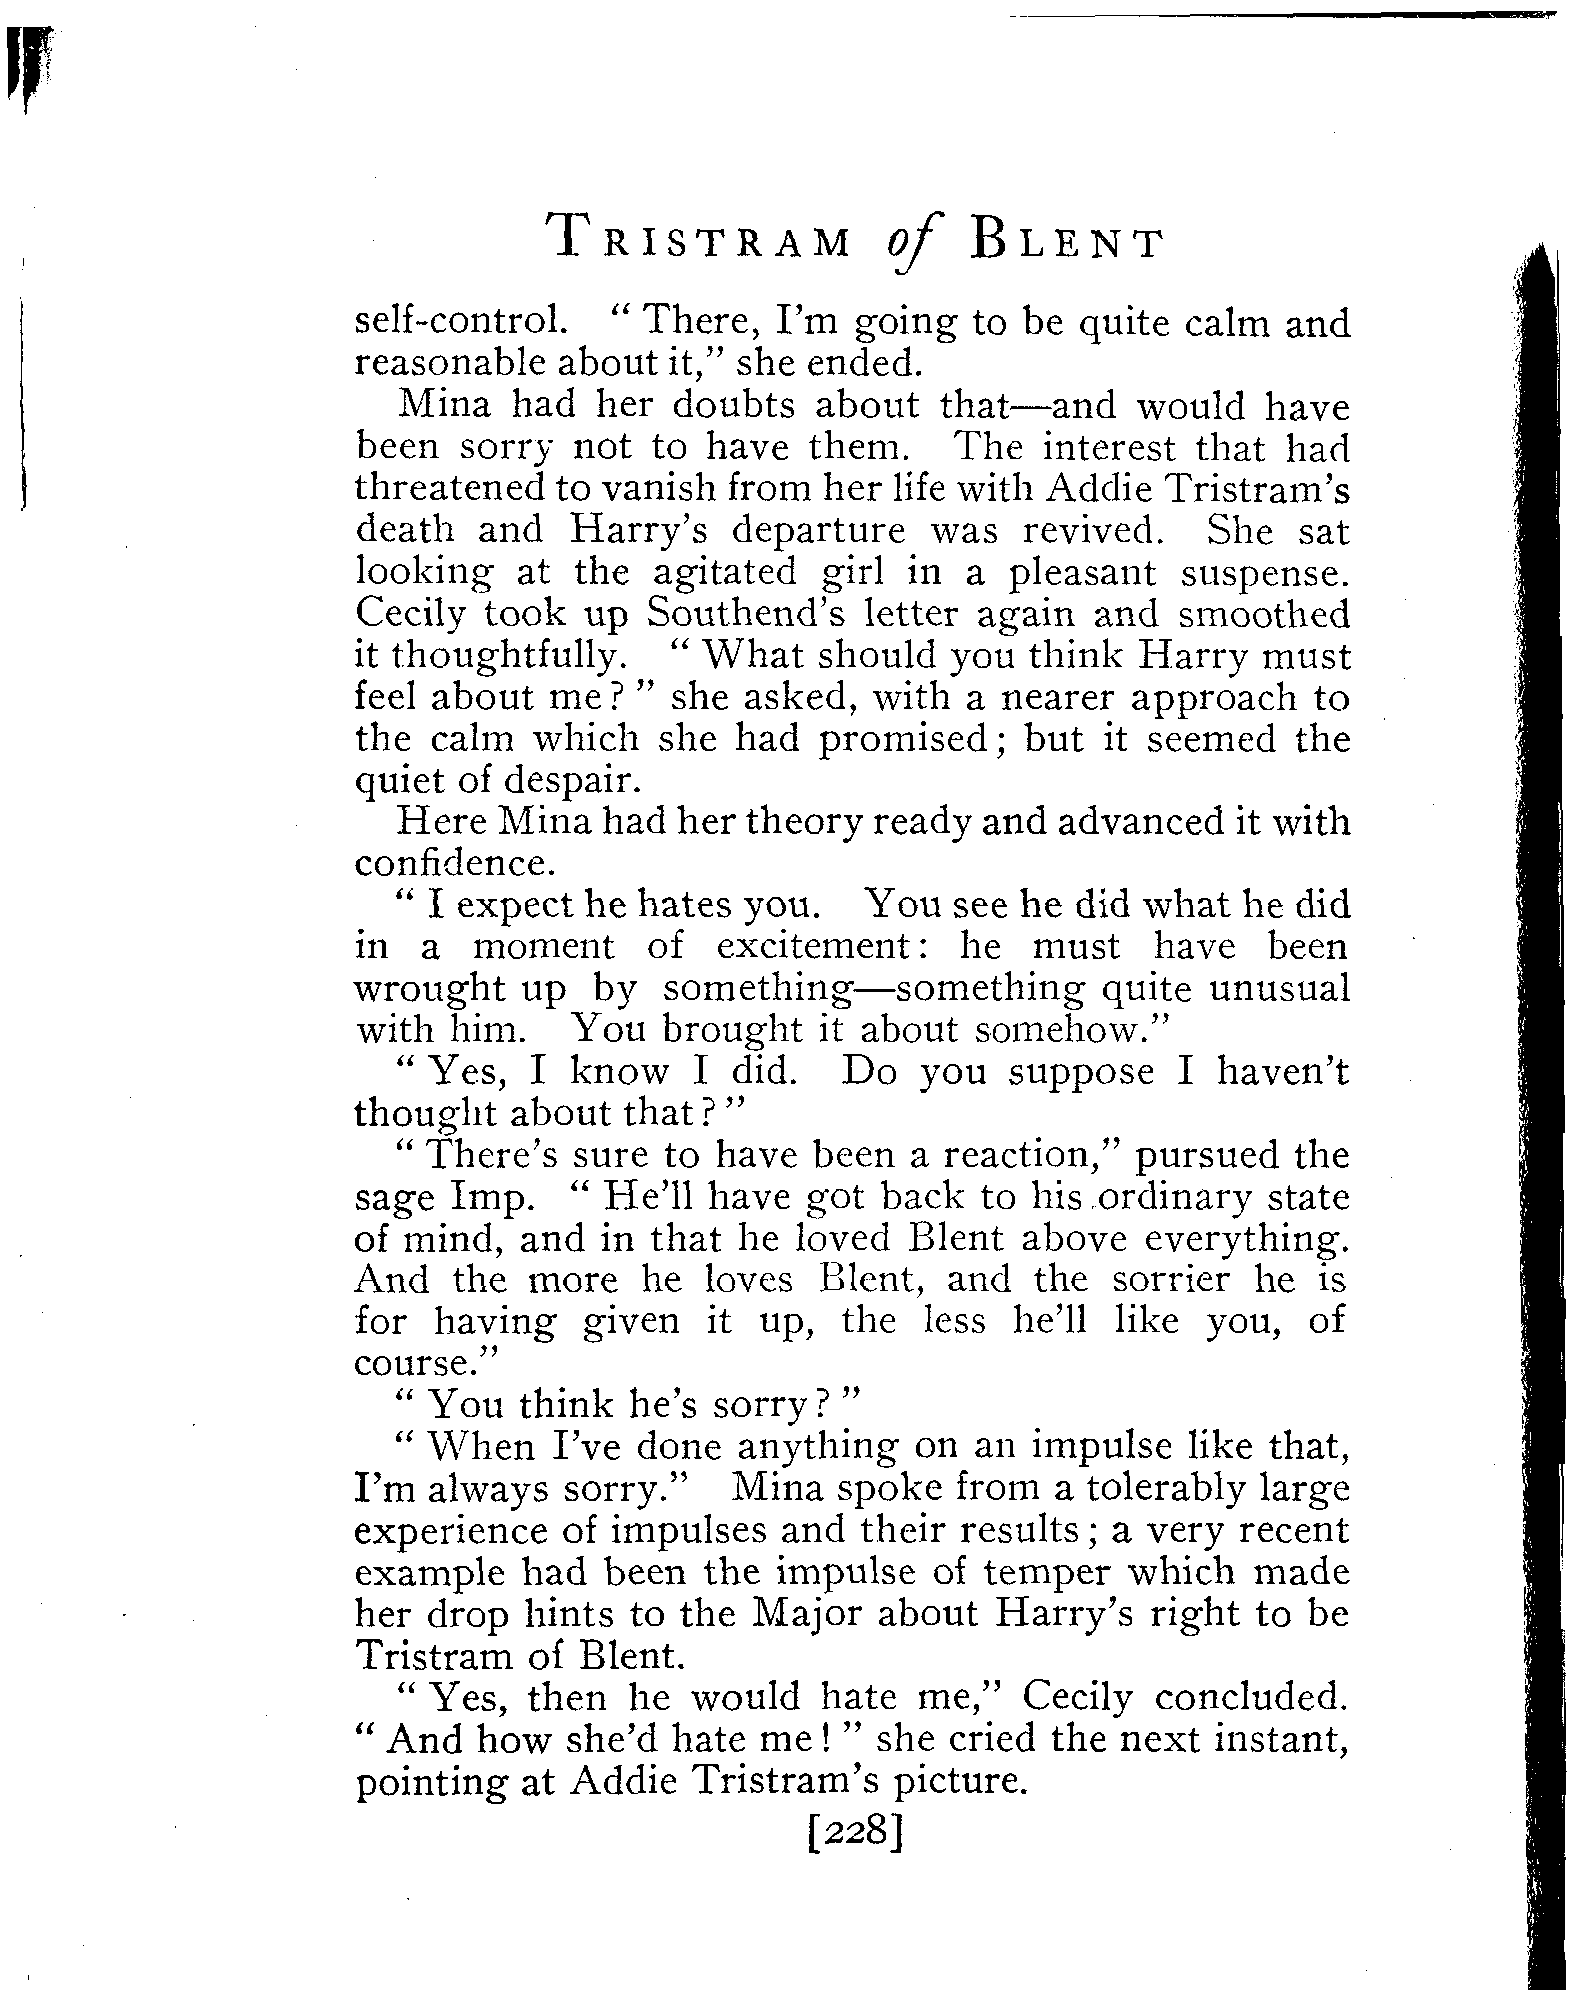 TRISTRAM of BLENT
self-control. "There, I'm going to be quite calm and
reasonable about it," she ended.
Mina had her doubts about that—and would have
been sorry not to have them. The interest that had
threatened to vanish from her life with Addie Tristram's
death and Harry's departure was revived. She sat
looking at the agitated girl in a pleasant suspense.
Cecily took up Southend's letter again and smoothed
it thoughtfully. "What should you think Harry must
feel about me?" she asked, with a nearer approach to
the calm which she had promised; but it seemed the
quiet of despair.
Here Mina had her theory ready and advanced it with
confidence.
"I expect he hates you. You see he did what he did
in a moment of excitement: he must have been
wrought up by something—something quite unusual
with him. You brought it about somehow."
"Yes, I know I did. Do you suppose I haven't
thought about that?"
"There's sure to have been a reaction," pursued the
sage Imp. "He'll have got back to his ordinary state
of mind, and in that he loved Blent above everything.
And the more he loves Blent, and the sorrier he is
for having given it up, the less he'll like you, of
course."
"You think he's sorry?"
"When I've done anything on an impulse like that,
I'm always sorry." Mina spoke from a tolerably large
experience of impulses and their results; a very recent
example had been the impulse of temper which made
her drop hints to the Major about Harry's right to be
Tristram of Blent.
"Yes, then he would hate me," Cecily concluded.
"And how she'd hate me!" she cried the next instant,
pointing at Addie Tristram's picture.
[228]